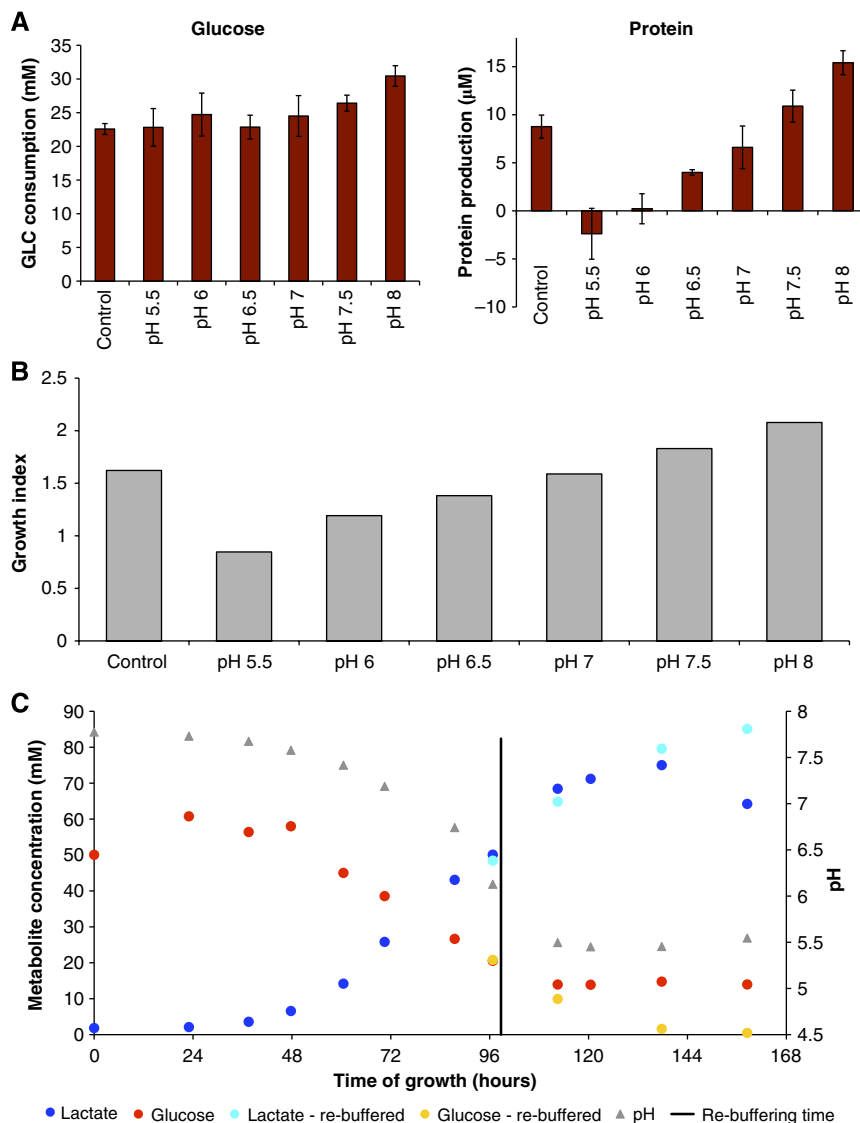 A
Glucose
GLC consumption (mM)
35
30
25
20
15
10
5
0
Control
pH 5.5
pH 6
pH 6.5
pH 7
pH 7.5
pH 8
Protein
Protein production (µM)
15
10
5
0
−5
−10
Control
pH 5.5
pH 6
pH 6.5
pH 7
pH 7.5
pH 8
B
Growth index
2.5
2
1.5
1
0.5
0
Control
pH 5.5
pH 6
pH 6.5
pH 7
pH 7.5
pH 8
C
Metabolite concentration (mM)
90
80
70
60
50
40
30
20
10
0
8
7.5
7
6.5
6
5.5
5
4.5
pH
0
24
48
72
96
120
144
168
Time of growth (hours)
Lactate
Glucose
Lactate - re-buffered
Glucose - re-buffered
pH
Re-buffering time